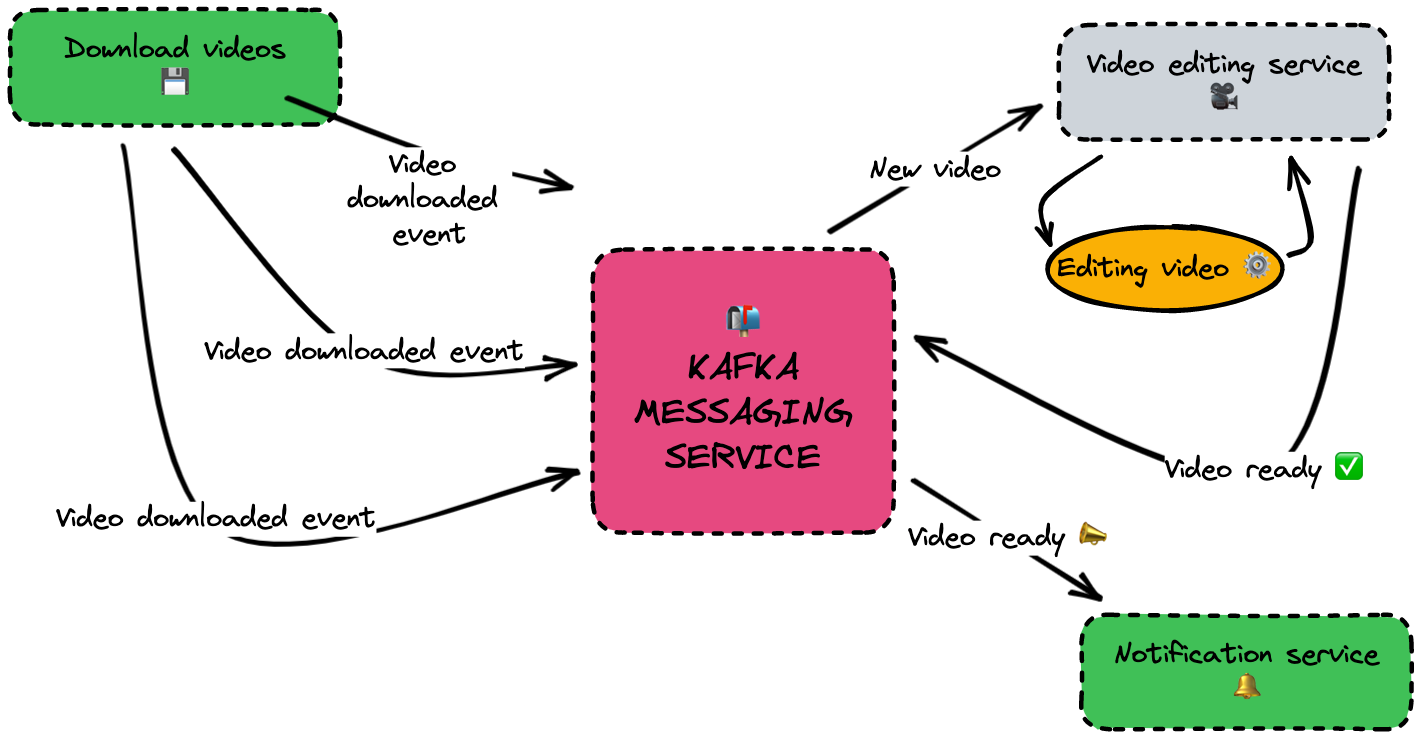 Download videos
Video
downloaded
event
Video downloaded event
Video downloaded event
KAFKA
MESSAGING
SERVICE
New video
Video editing service
Editing video
Video ready
Video ready
Notification service